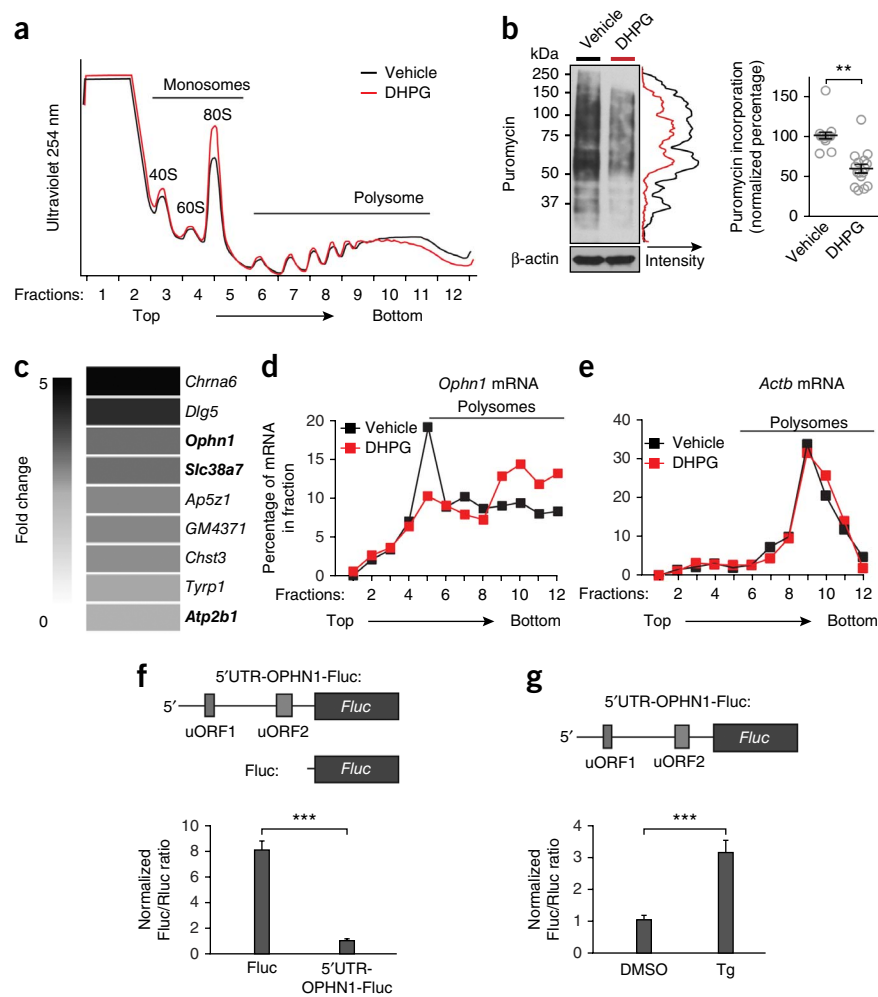 a
Vehicle
DHPG
Monosomes
80S
40S
60S
Polysome
Ultraviolet 254 nm
Fractions: 1 2 3 4 5 6 7 8 9 10 11 12
Top Bottom
b
kDa
Vehicle
DHPG
250
150
100
75
50
37
Puromycin
β-actin
Intensity
**
Puromycin incorporation
(normalized percentage)
150
100
50
0
Vehicle
DHPG
c
5
0
Fold change
Chrna6
Dlg5
Ophn1
Slc38a7
Ap5z1
GM4371
Chst3
Tyrp1
Atp2b1
d
Ophn1 mRNA
Polysomes
Vehicle
DHPG
Percentage of mRNA
in fraction
20
15
10
5
0
Fractions: 2 4 6 8 10 12
Top Bottom
e
Actb mRNA
Polysomes
Vehicle
DHPG
40
30
20
10
0
Fractions: 2 4 6 8 10 12
Top Bottom
f
5′UTR-OPHN1-Fluc:
5′
Fluc
uORF1 uORF2
Fluc: Fluc
***
Normalized
Fluc/Rluc ratio
10
8
6
4
2
0
Fluc
5′UTR-
OPHN1-Fluc
g
5′UTR-OPHN1-Fluc:
5′
Fluc
uORF1 uORF2
***
Normalized
Fluc/Rluc ratio
4
3
2
1
0
DMSO Tg